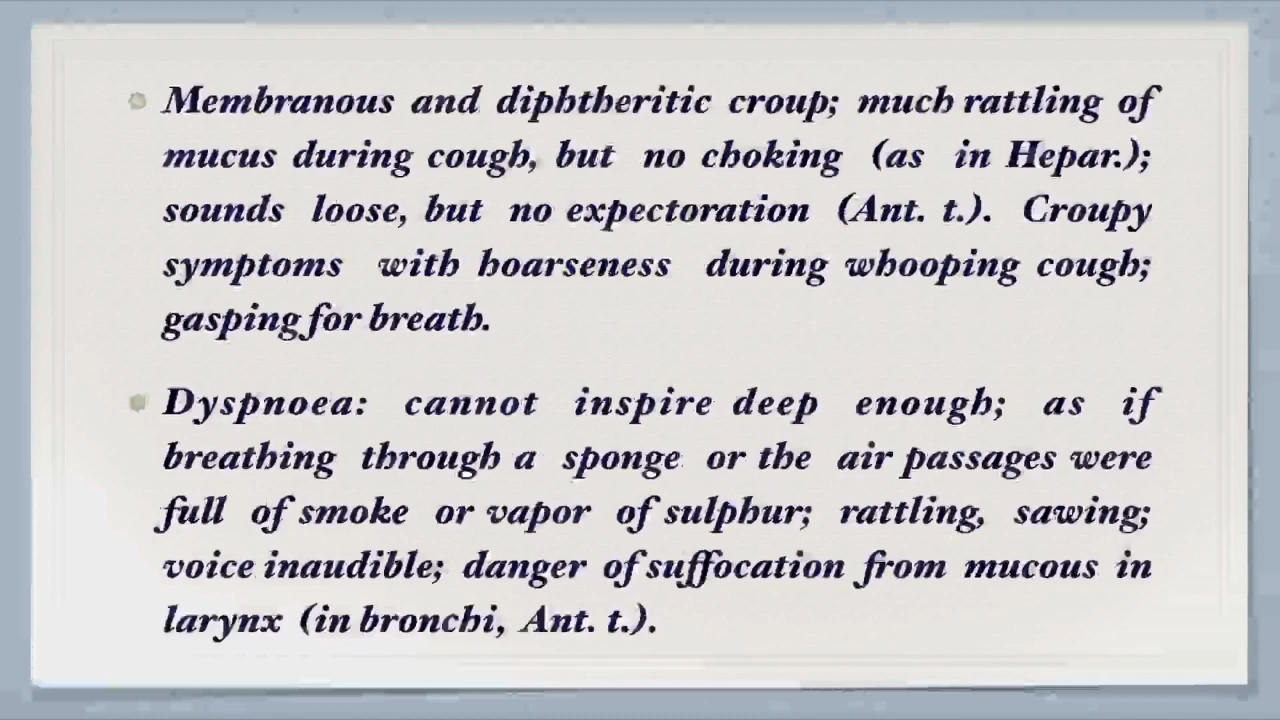 Membranous and diphtheritic croup; much rattling of
mucus during cough, but no choking (as in Hepar.);
sounds loose, but no expectoration (Ant. t.). Croupy
symptoms with hoarseness during whooping cough;
gasping for breath.
Dyspnoea: cannot inspire deep enough; as if
breathing through a sponge or the air passages were
full of smoke or vapor of sulphur; rattling, sawing;
voice inaudible; danger of suffocation from mucous in
larynx (in bronchi, Ant. t.).